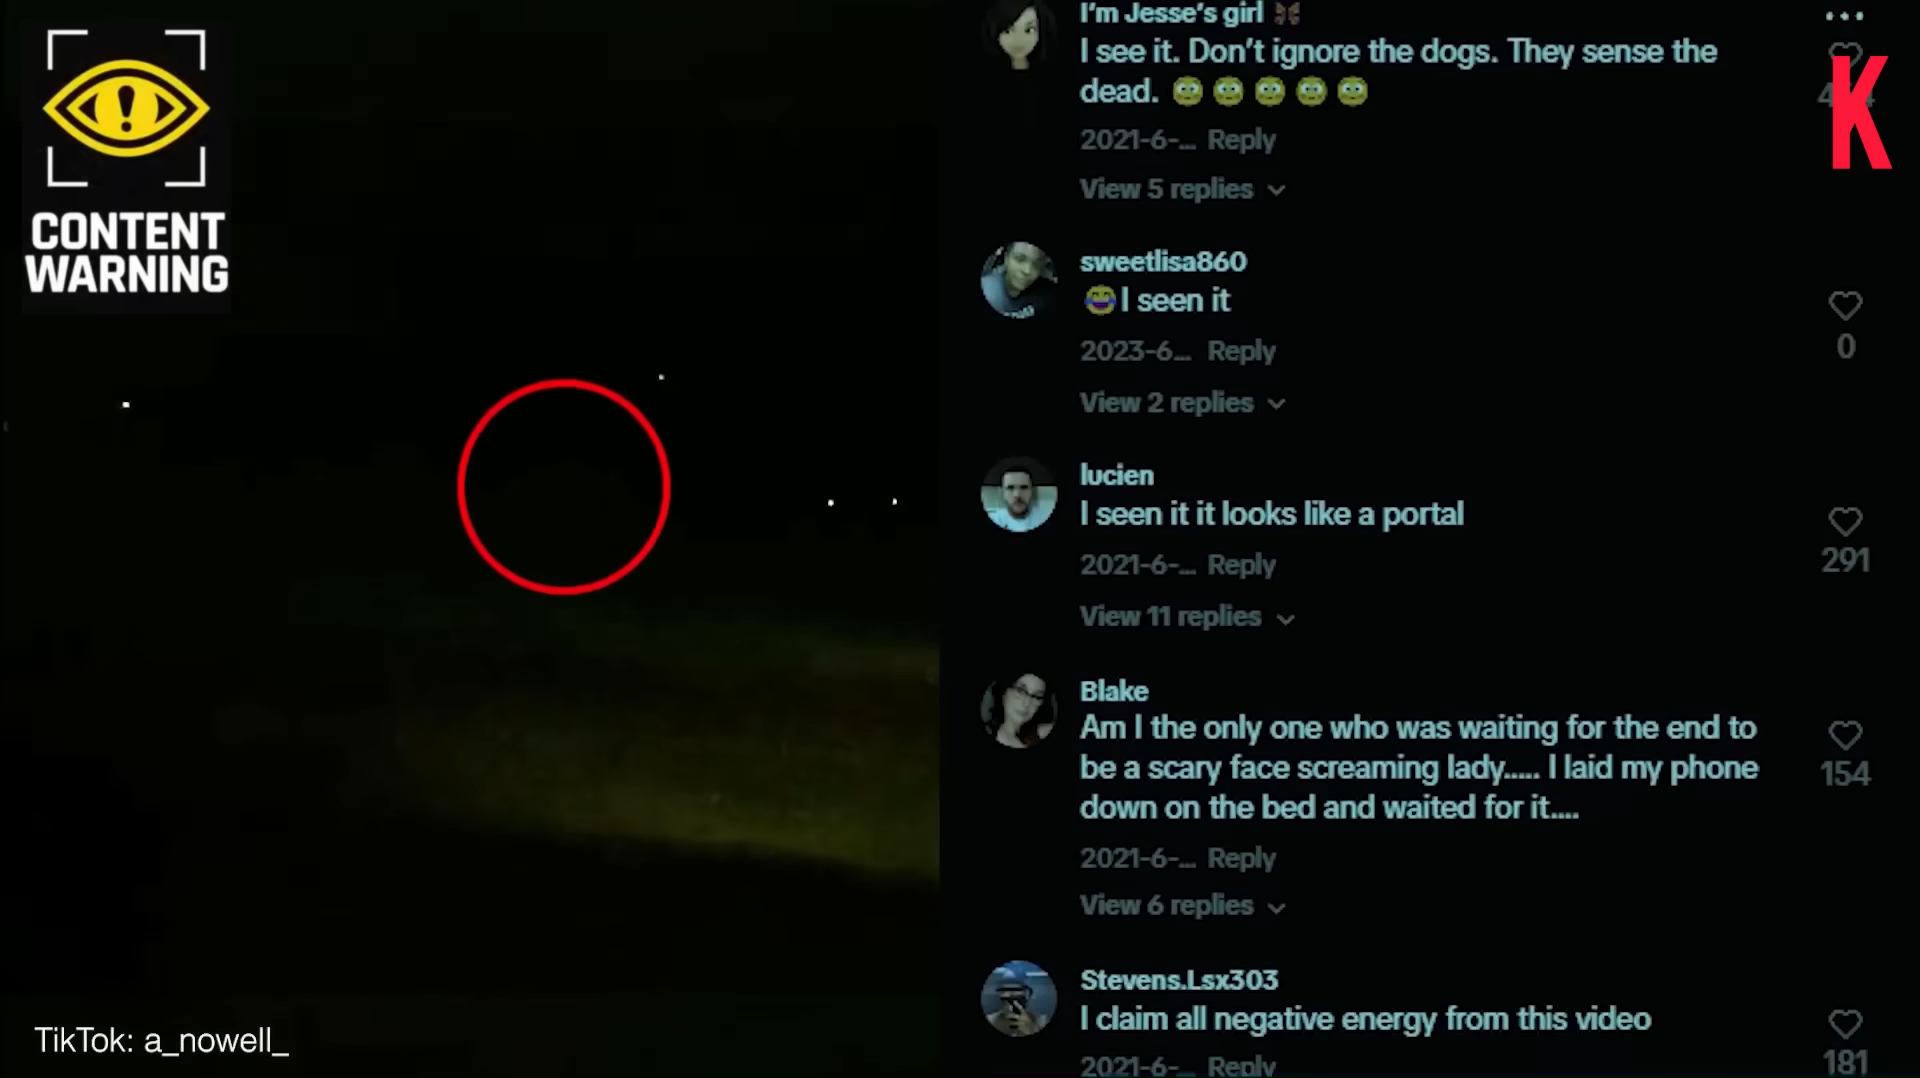 CONTENT
WARNING
TikTok: a_nowell_
I'm Jesse's girl
I see it. Don't ignore the dogs. They sense the
dead.
2021-6-... Reply
View 5 replies
K
sweetlisa860
I seen it
2023-6... Reply
0
View 2 replies
lucien
I seen it it looks like a portal
2021-6-... Reply
291
View 11 replies
Blake
Am I the only one who was waiting for the end to
be a scary face screaming lady..... I laid my phone
down on the bed and waited for it....
2021-6-... Reply
154
View 6 replies
Stevens.Lsx303
I claim all negative energy from this video
2021-6-... Reply
181